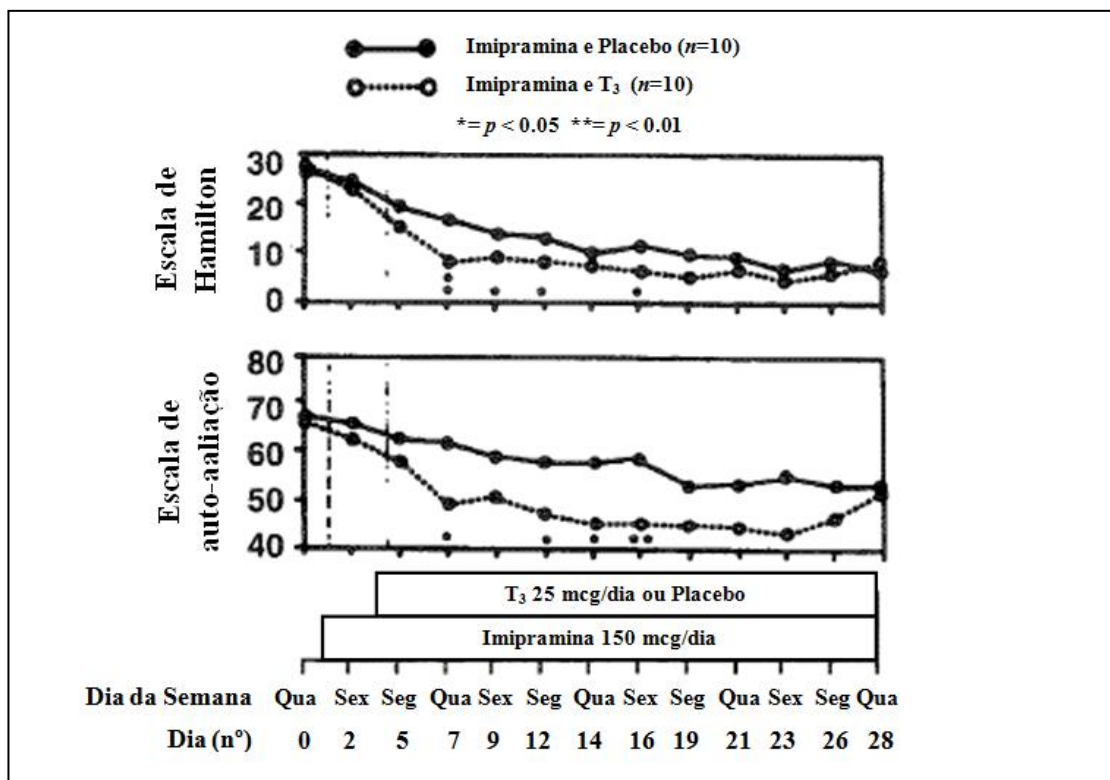 Imipramina e Placebo (n=10)
Imipramina e T₃ (n=10)
*= p < 0.05 **= p < 0.01
Escala de
Hamilton
30
20
10
0
* * * *
*
Escala de
auto-aaliação
80
70
60
50
40
* * * **
T₃ 25 mcg/dia ou Placebo
Imipramina 150 mcg/dia
Dia da Semana Qua Sex Seg Qua Sex Seg Qua Sex Seg Qua Sex Seg Qua
Dia (nº) 0 2 5 7 9 12 14 16 19 21 23 26 28